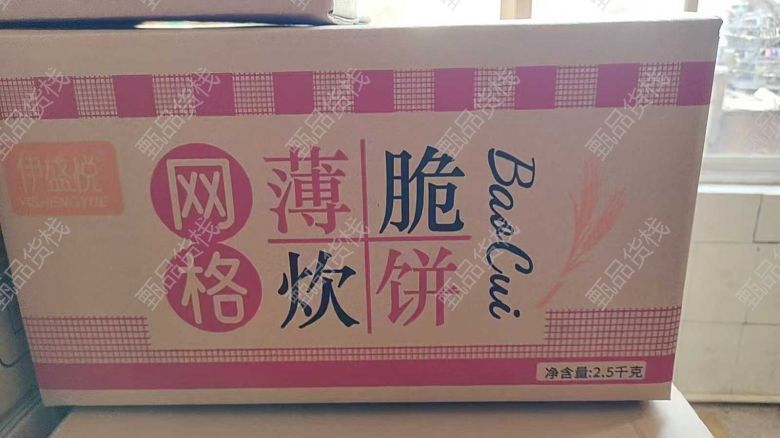 伊盛悦
YISHENGYUE
网格
薄脆
炊饼
BaoCui
净含量:2.5千克
甄品货栈